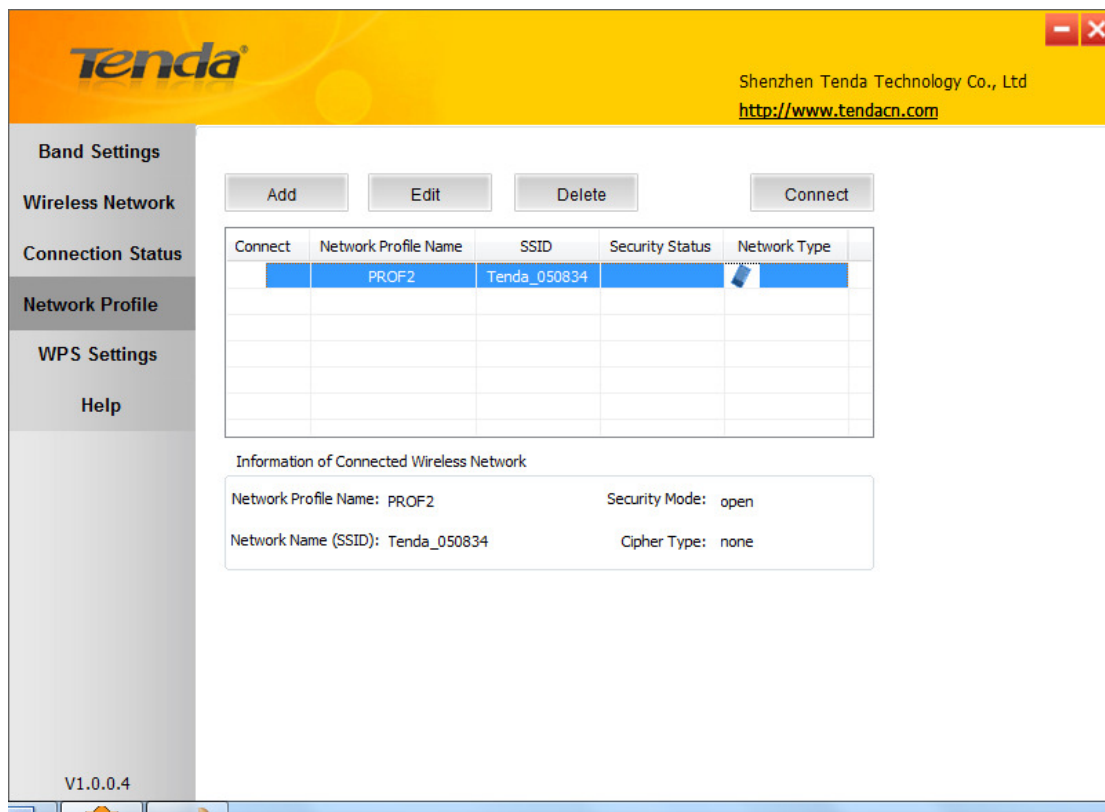 Tenda®
Shenzhen Tenda Technology Co., Ltd
http://www.tendacn.com
Band Settings
Wireless Network
Connection Status
Network Profile
WPS Settings
Help
V1.0.0.4
Add Edit Delete Connect
Connect Network Profile Name SSID Security Status Network Type
PROF2 Tenda_050834
Information of Connected Wireless Network
Network Profile Name: PROF2 Security Mode: open
Network Name (SSID): Tenda_050834 Cipher Type: none